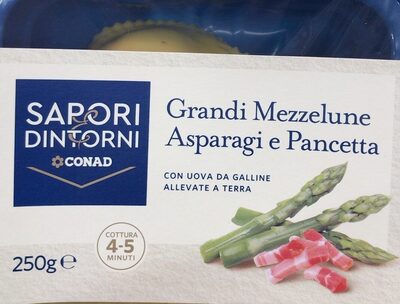 SAPORI
DINTORNI
CONAD
Grandi Mezzelune
Asparagi e Pancetta
CON UOVA DA GALLINE
ALLEVATE A TERRA
COTTURA
4-5
MINUTI
250g e